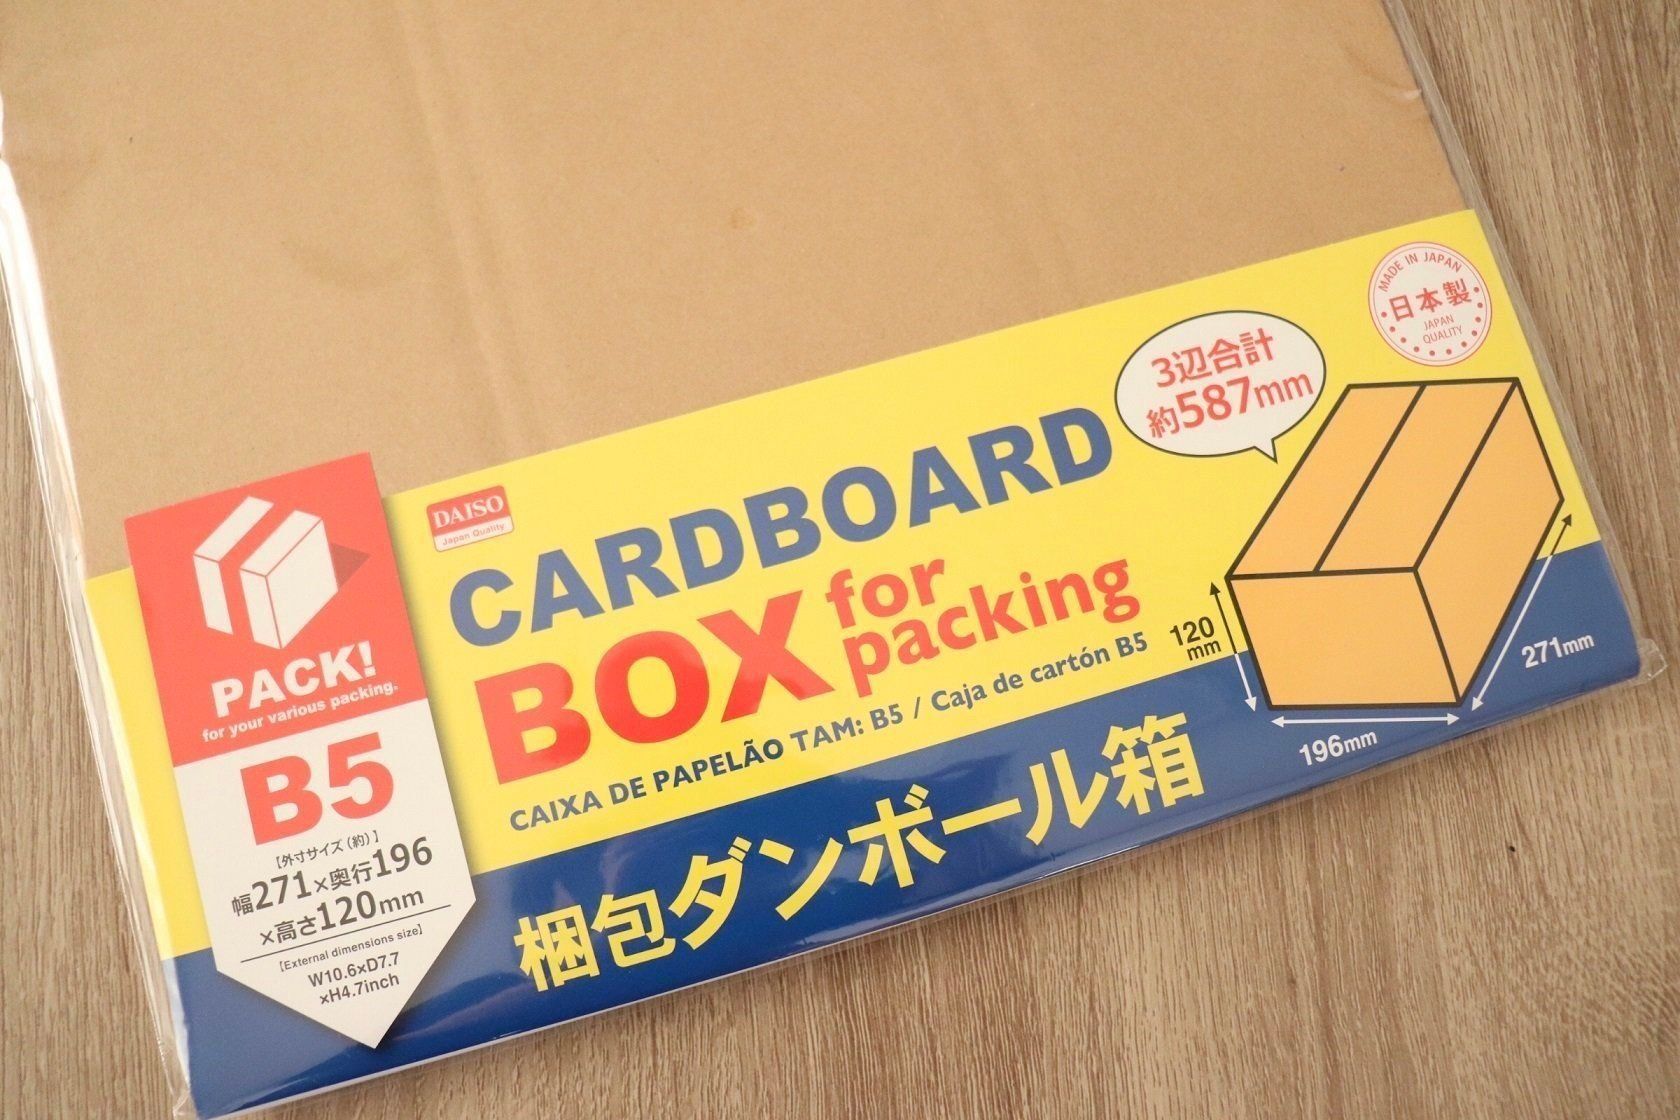 MADE IN JAPAN
日本製
JAPAN
QUALITY
3辺合計
約587mm
DAISO
Japan Quality
CARDBOARD
BOX for
packing
CAIXA DE PAPELÃO TAM: B5 / Caja de cartón B5
梱包ダンボール箱
120
mm
196mm
271mm
PACK!
for your various packing.
B5
【外寸サイズ(約)】
幅271×奥行196
×高さ120mm
【External dimensions size】
W10.6×D7.7
×H4.7inch